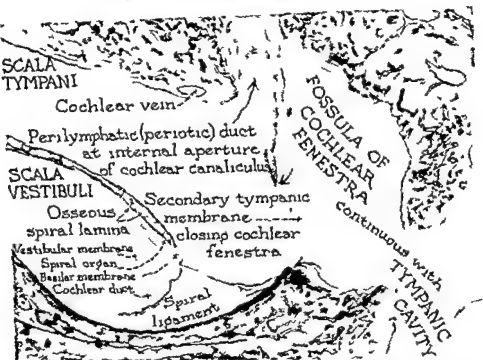 SCALA
TYMPANI
Cochlear vein
Perilymphatic (periotic) duct
at internal aperture
of cochlear canaliculus
SCALA
VESTIBULI
Osseous
spiral lamina
Vestibular membrane
Spiral organ
Basilar membrane
Cochlear duct
Secondary tympanic
membrane
closing cochlear
fenestra
Spiral
ligament
FOSSULA OF
COCHLEAR
FENESTRA
continuous with
TYMPANIC
CAVITY